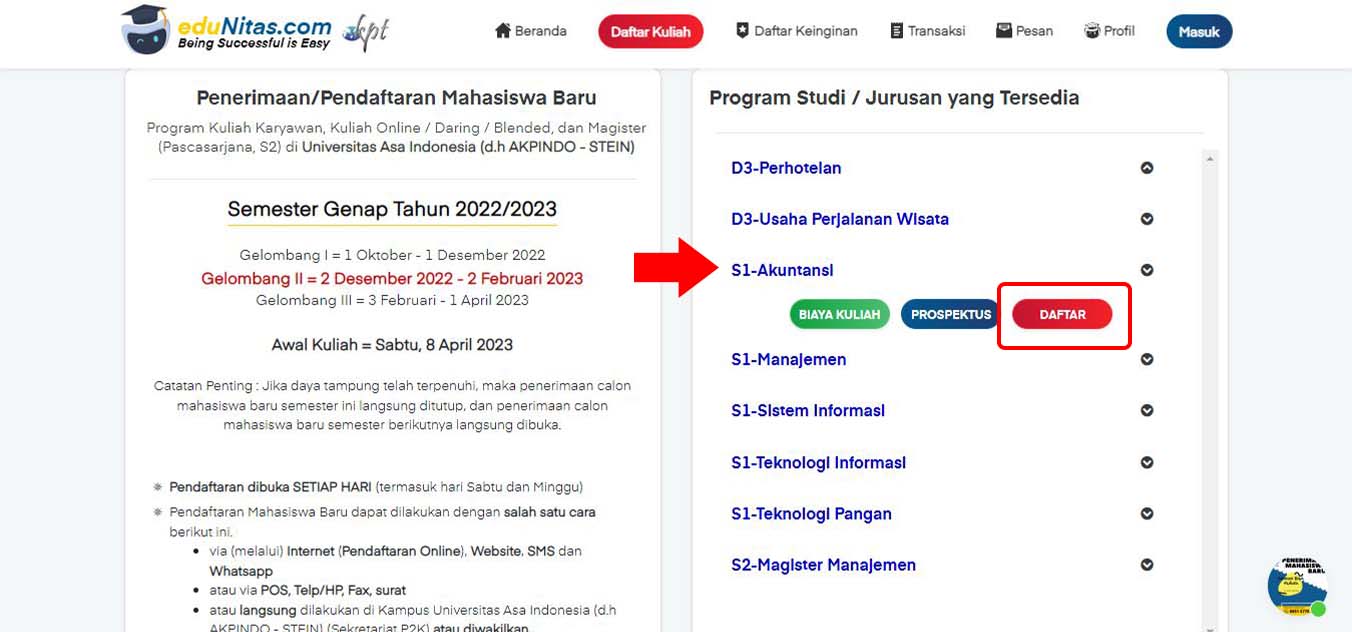 eduNitas.com
Being Successful is Easy
kpt
Beranda
Daftar Kuliah
Daftar Keinginan
Transaksi
Pesan
Profil
Masuk
Penerimaan/Pendaftaran Mahasiswa Baru
Program Kuliah Karyawan, Kuliah Online / Daring / Blended, dan Magister
(Pascasarjana, S2) di Universitas Asa Indonesia (d.h AKPINDO - STEIN)
Semester Genap Tahun 2022/2023
Gelombang I = 1 Oktober - 1 Desember 2022
Gelombang II = 2 Desember 2022 - 2 Februari 2023
Gelombang III = 3 Februari - 1 April 2023
Awal Kuliah = Sabtu, 8 April 2023
Catatan Penting : Jika daya tampung telah terpenuhi, maka penerimaan calon
mahasiswa baru semester ini langsung ditutup, dan penerimaan calon
mahasiswa baru semester berikutnya langsung dibuka.
Pendaftaran dibuka SETIAP HARI (termasuk hari Sabtu dan Minggu)
Pendaftaran Mahasiswa Baru dapat dilakukan dengan salah satu cara
berikut ini.
via (melalui) Internet (Pendaftaran Online), Website, SMS dan
Whatsapp
atau via POS, Telp/HP, Fax, surat
atau langsung dilakukan di Kampus Universitas Asa Indonesia (d.h
AKPINDO - STEIN) (Sekretariat P2K) atau diwakilkan.
Program Studi / Jurusan yang Tersedia
D3-Perhotelan
D3-Usaha Perjalanan Wisata
S1-Akuntansi
BIAYA KULIAH
PROSPEKTUS
DAFTAR
S1-Manajemen
S1-Sistem Informasi
S1-Teknologi Informasi
S1-Teknologi Pangan
S2-Magister Manajemen